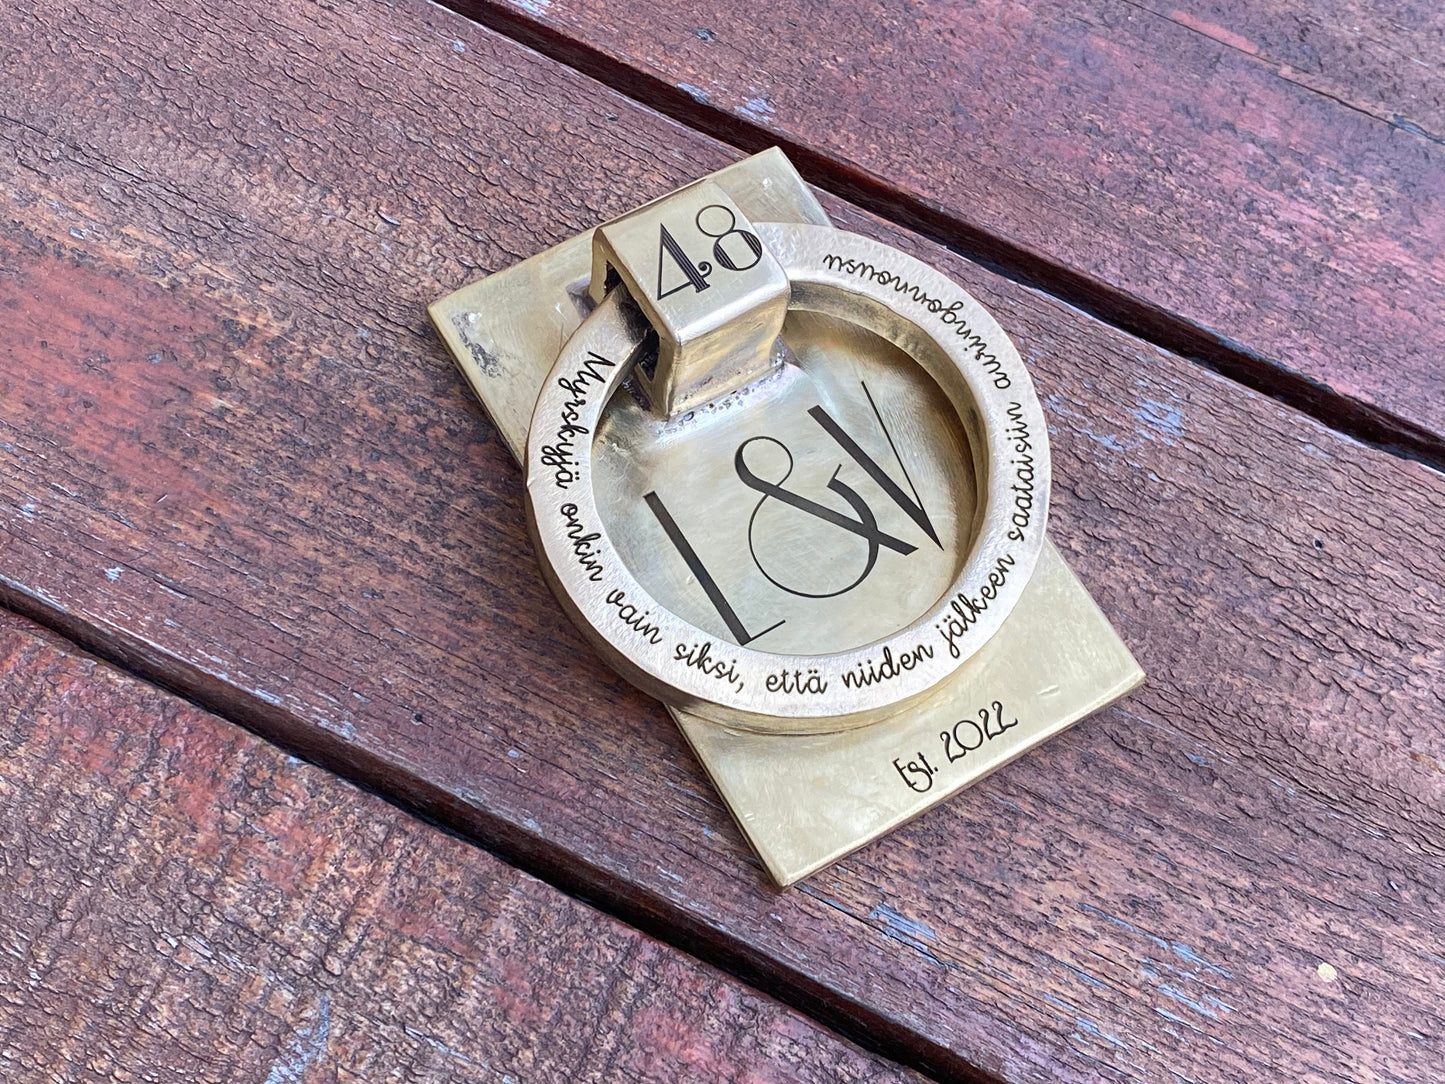 48
Myrskyjä onkin vain siksi, että niiden jälkeen saataisiin auringonnousu
L&V
Est. 2022